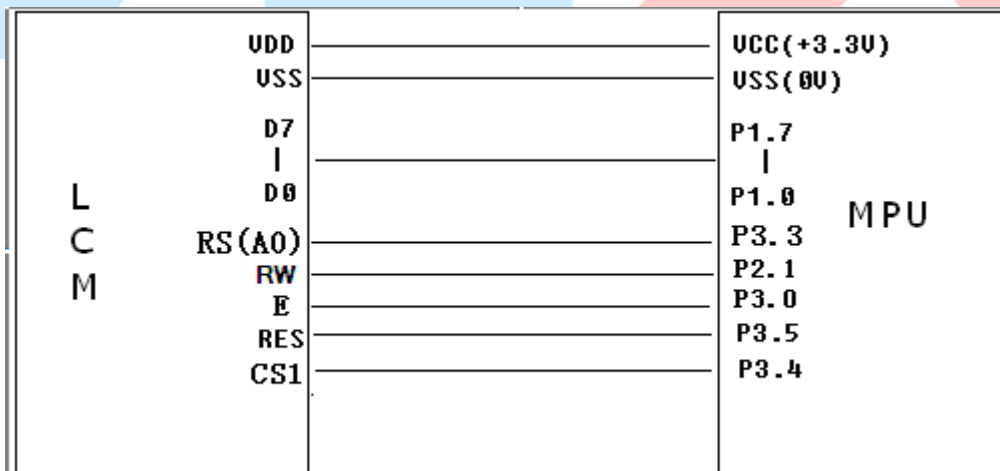 VDD VCC(+3.3V)
VSS VSS(0V)
D7 P1.7
| |
D0 P1.0
L
C
M
MPU
RS(A0) P3.3
RW P2.1
E P3.0
RES P3.5
CS1 P3.4